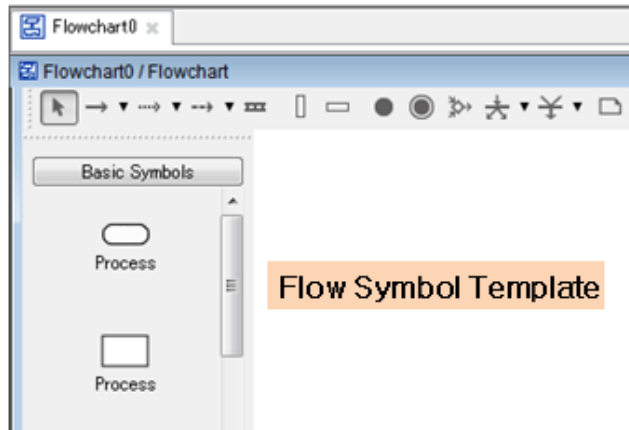 Flowchart0
Flowchart0 / Flowchart
Basic Symbols
Process
Flow Symbol Template
Process